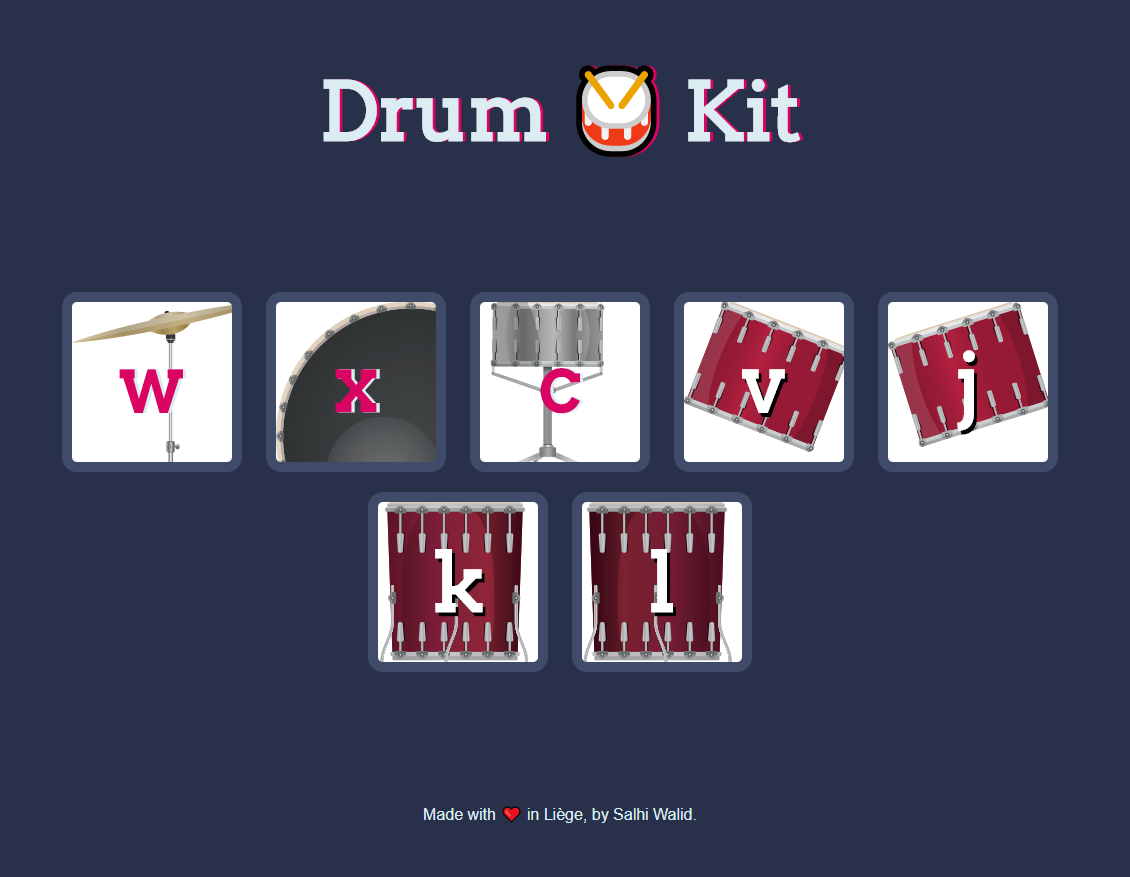 Drum 🥁 Kit
w x c v j
k l
Made with ❤️ in Liège, by Salhi Walid.